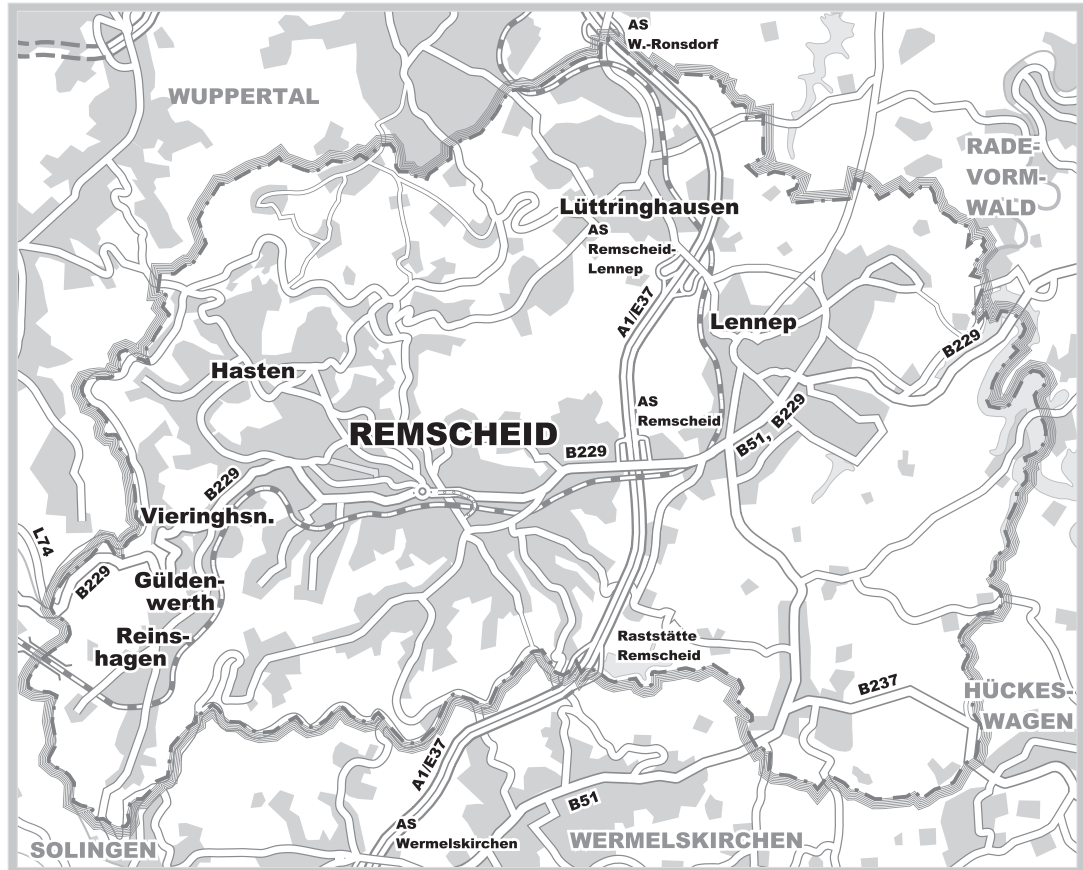 AS
W.-Ronsdorf
WUPPERTAL
RADE-
VORM-
WALD
Lüttringhausen
AS
Remscheid-
Lennep
A1/E37
Lennep
B229
Hasten
AS
Remscheid
B51, B229
REMSCHEID
B229
B229
Vieringhsn.
L74
B229
Gülden-
werth
Reins-
hagen
Raststätte
Remscheid
B237
HÜCKES-
WAGEN
A1/E37
B51
AS
Wermelskirchen
WERMELSKIRCHEN
SOLINGEN